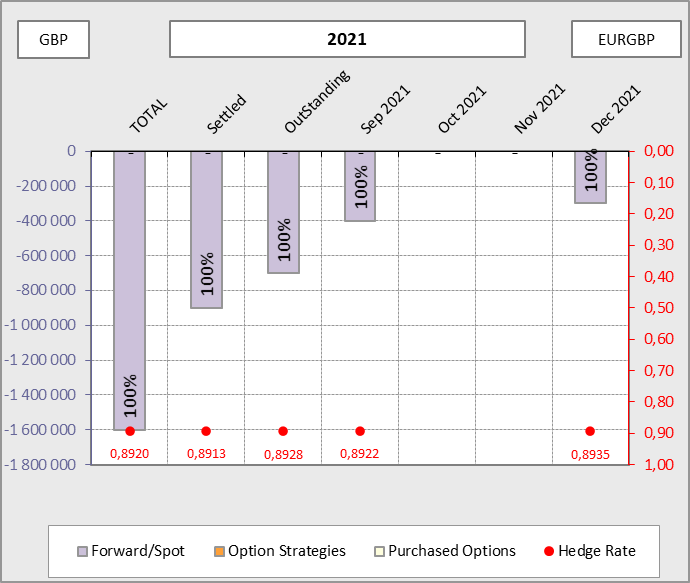 GBP
2021
EURGBP
TOTAL
Settled
OutStanding
Sep 2021
Oct 2021
Nov 2021
Dec 2021
0
-200 000
-400 000
-600 000
-800 000
-1 000 000
-1 200 000
-1 400 000
-1 600 000
-1 800 000
100%
100%
100%
100%
100%
0,8920
0,8913
0,8928
0,8922
0,8935
0,00
0,10
0,20
0,30
0,40
0,50
0,60
0,70
0,80
0,90
1,00
Forward/Spot
Option Strategies
Purchased Options
Hedge Rate